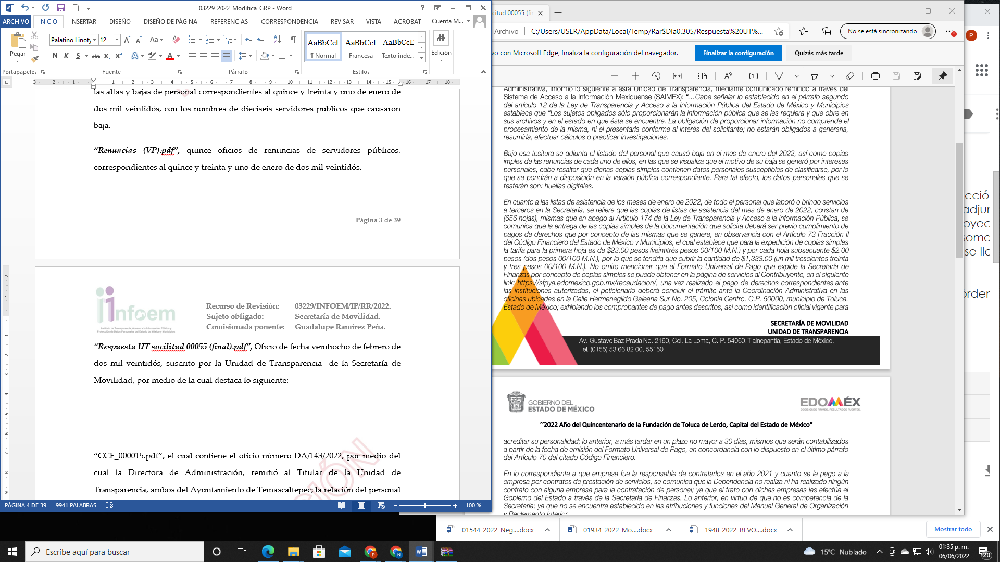 03229_2022_Modifica_GRP - Word
ARCHIVO INICIO INSERTAR DISEÑO DISEÑO DE PÁGINA REFERENCIAS CORRESPONDENCIA REVISAR VISTA ACROBAT Cuenta M...
Palatino Linoty 12
Pegar
N K S abc x₂ x²
AaBbCcI AaBbCcI AaBbCcI
¶ Normal Francesa Texto inde...
Edición
Portapapeles Fuente Párrafo Estilos
las altas y bajas de personal correspondientes al quince y treinta y uno de enero de
dos mil veintidós, con los nombres de dieciséis servidores públicos que causaron
baja.
“Renuncias (VP).pdf”, quince oficios de renuncias de servidores públicos,
correspondientes al quince y treinta y uno de enero de dos mil veintidós.
Página 3 de 39
infoem
Instituto de Transparencia, Acceso a la Información Pública y
Protección de Datos Personales del Estado de México y Municipios
Recurso de Revisión: 03229/INFOEM/IP/RR/2022.
Sujeto obligado: Secretaría de Movilidad.
Comisionada ponente: Guadalupe Ramírez Peña.
“Respuesta UT socilitud 00055 (final).pdf”, Oficio de fecha veintiocho de febrero de
dos mil veintidós, suscrito por la Unidad de Transparencia de la Secretaría de
Movilidad, por medio de la cual destaca lo siguiente:
“CCF_000015.pdf”, el cual contiene el oficio número DA/143/2022, por medio del
cual la Directora de Administración, remitió al Titular de la Unidad de
Transparencia, ambos del Ayuntamiento de Temascaltepec; la relación del personal
PÁGINA 4 DE 39 9941 PALABRAS 100 %
citud 00055 (fi
Archivo C:/Users/USER/AppData/Local/Temp/Rar$DIa0.305/Respuesta%20UT%... No se está sincronizando
vo con Microsoft Edge, finaliza la configuración del navegador. Finalizar la configuración Quizás más tarde
Administrativa, informo lo siguiente a esta Unidad de Transparencia, mediante comunicado remitido a través del
Sistema de Acceso a la Información Mexiquense (SAIMEX): “…Cabe señalar lo establecido en el párrafo segundo
del artículo 12 de la Ley de Transparencia y Acceso a la Información Pública del Estado de México y Municipios
establece que “Los sujetos obligados sólo proporcionarán la información pública que se les requiera y que obre en
sus archivos y en el estado en que ésta se encuentre. La obligación de proporcionar información no comprende el
procesamiento de la misma, ni el presentarla conforme al interés del solicitante; no estarán obligados a generarla,
resumirla, efectuar cálculos o practicar investigaciones.
Bajo esa tesitura se adjunta el listado del personal que causó baja en el mes de enero del 2022, así como copias
imples de las renuncias de cada uno de ellos, en las que se visualiza que el motivo de su baja se generó por intereses
personales, cabe resaltar que dichas copias simples contienen datos personales susceptibles de clasificarse, por lo
que se pondrán a disposición en la versión pública correspondiente. Para tal efecto, los datos personales que se
testarán son: huellas digitales.
En cuanto a las listas de asistencia de los meses de enero de 2022, de todo el personal que laboró o brindo servicios
a terceros en la Secretaría, se refiere que las copias de listas de asistencia del mes de enero de 2022, constan de
(656 hojas), mismas que en apego al Artículo 174 de la Ley de Transparencia y Acceso a la Información Pública, se
comunica que la entrega de las copias simples de la documentación que solicita deberá ser previo cumplimiento de
pagos de derechos que por concepto de las mismas que se genere, en observancia con el Artículo 73 Fracción II
del Código Financiero del Estado de México y Municipios, el cual establece que para la expedición de copias simples
la tarifa para la primera hoja es de $23.00 pesos (veintitrés pesos 00/100 M.N.) y por cada hoja subsecuente $2.00
pesos (dos pesos 00/100 M.N.), por lo que se tendría que cubrir la cantidad de $1,333.00 (un mil trescientos treinta
y tres pesos 00/100 M.N.). No omito mencionar que el Formato Universal de Pago que expide la Secretaría de
Finanzas por concepto de copias simples se puede obtener en la página de servicios al Contribuyente, en el siguiente
link: https://sfpya.edomexico.gob.mx/recaudacion/, una vez realizado el pago de derechos correspondientes ante
las instituciones autorizadas, el peticionario deberá concluir el trámite ante la Coordinación Administrativa en las
oficinas ubicadas en la Calle Hermenegildo Galeana Sur No. 205, Colonia Centro, C.P. 50000, municipio de Toluca,
Estado de México; exhibiendo los comprobantes de pago antes descritos, así como identificación oficial vigente para
SECRETARÍA DE MOVILIDAD
UNIDAD DE TRANSPARENCIA
Av. Gustavo Baz Prada No. 2160, Col. La Loma, C. P. 54060, Tlalnepantla, Estado de México.
Tel. (0155) 53 66 82 00, 55150
GOBIERNO DEL
ESTADO DE MÉXICO
EDOMÉX
DECISIONES FIRMES, RESULTADOS FUERTES.
´´2022 Año del Quincentenario de la Fundación de Toluca de Lerdo, Capital del Estado de México”
acreditar su personalidad; lo anterior, a más tardar en un plazo no mayor a 30 días, mismos que serán contabilizados
a partir de la fecha de emisión del Formato Universal de Pago, en concordancia con lo dispuesto en el último párrafo
del Artículo 70 del citado Código Financiero.
En lo correspondiente a que empresa fue la responsable de contratarlos en el año 2021 y cuanto se le pago a la
empresa por contratos de prestación de servicios, se comunica que la Dependencia no realiza ni ha realizado ningún
contrato con alguna empresa para la contratación de personal; ya que el trato con dichas empresas las efectúa el
Gobierno del Estado a través de la Secretaría de Finanzas. Lo anterior, en virtud de que no es competencia de la
Secretaría; ya que no se encuentra establecido en las atribuciones y funciones del Manual General de Organización
y Reglamento Interior
cció
adjur
oyec
some
se lle
órder
01544_2022_Neg....docx 01934_2022_Mo....docx 1948_2022_REVO....docx Mostrar todo
Escribe aquí para buscar
15°C Nublado
01:35 p. m.
06/06/2022
20